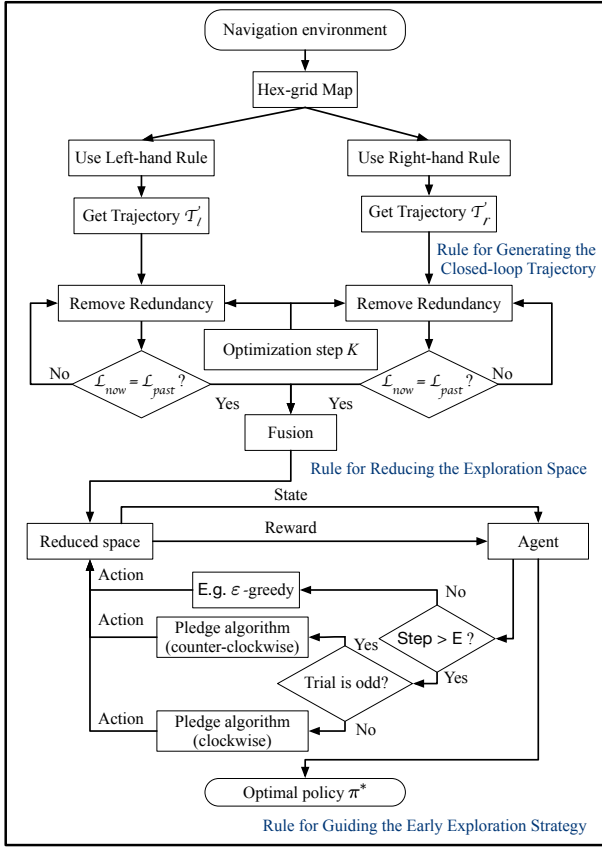 Navigation environment
Hex-grid Map
Use Left-hand Rule
Use Right-hand Rule
Get Trajectory 𝒯′ₗ
Get Trajectory 𝒯′ᵣ
Rule for Generating the
Closed-loop Trajectory
Remove Redundancy
Remove Redundancy
Optimization step K
No
ℒnow = ℒpast ?
ℒnow = ℒpast ?
No
Yes
Yes
Fusion
Rule for Reducing the Exploration Space
State
Reduced space
Reward
Agent
Action
E.g. ε -greedy
No
Action
Pledge algorithm
(counter-clockwise)
Yes
Step > E ?
Yes
Trial is odd?
Action
Pledge algorithm
(clockwise)
No
Optimal policy π*
Rule for Guiding the Early Exploration Strategy